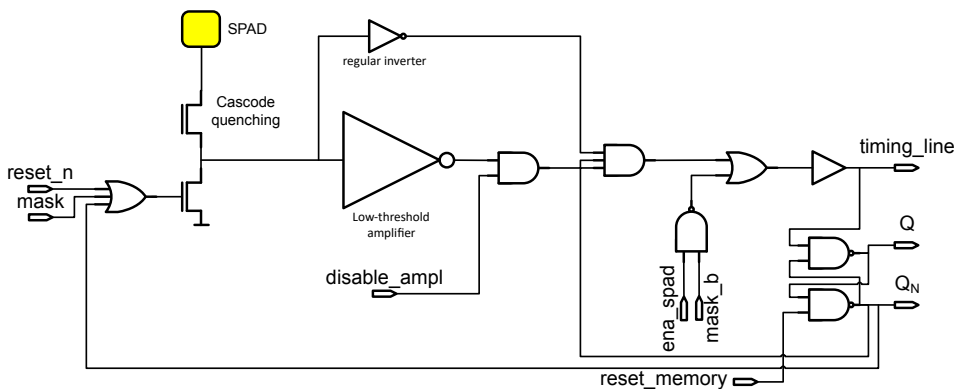 SPAD
regular inverter
Cascode
quenching
timing_line
reset_n
mask
Low-threshold
amplifier
Q
disable_ampl
ena_spad
mask_b
QN
reset_memory